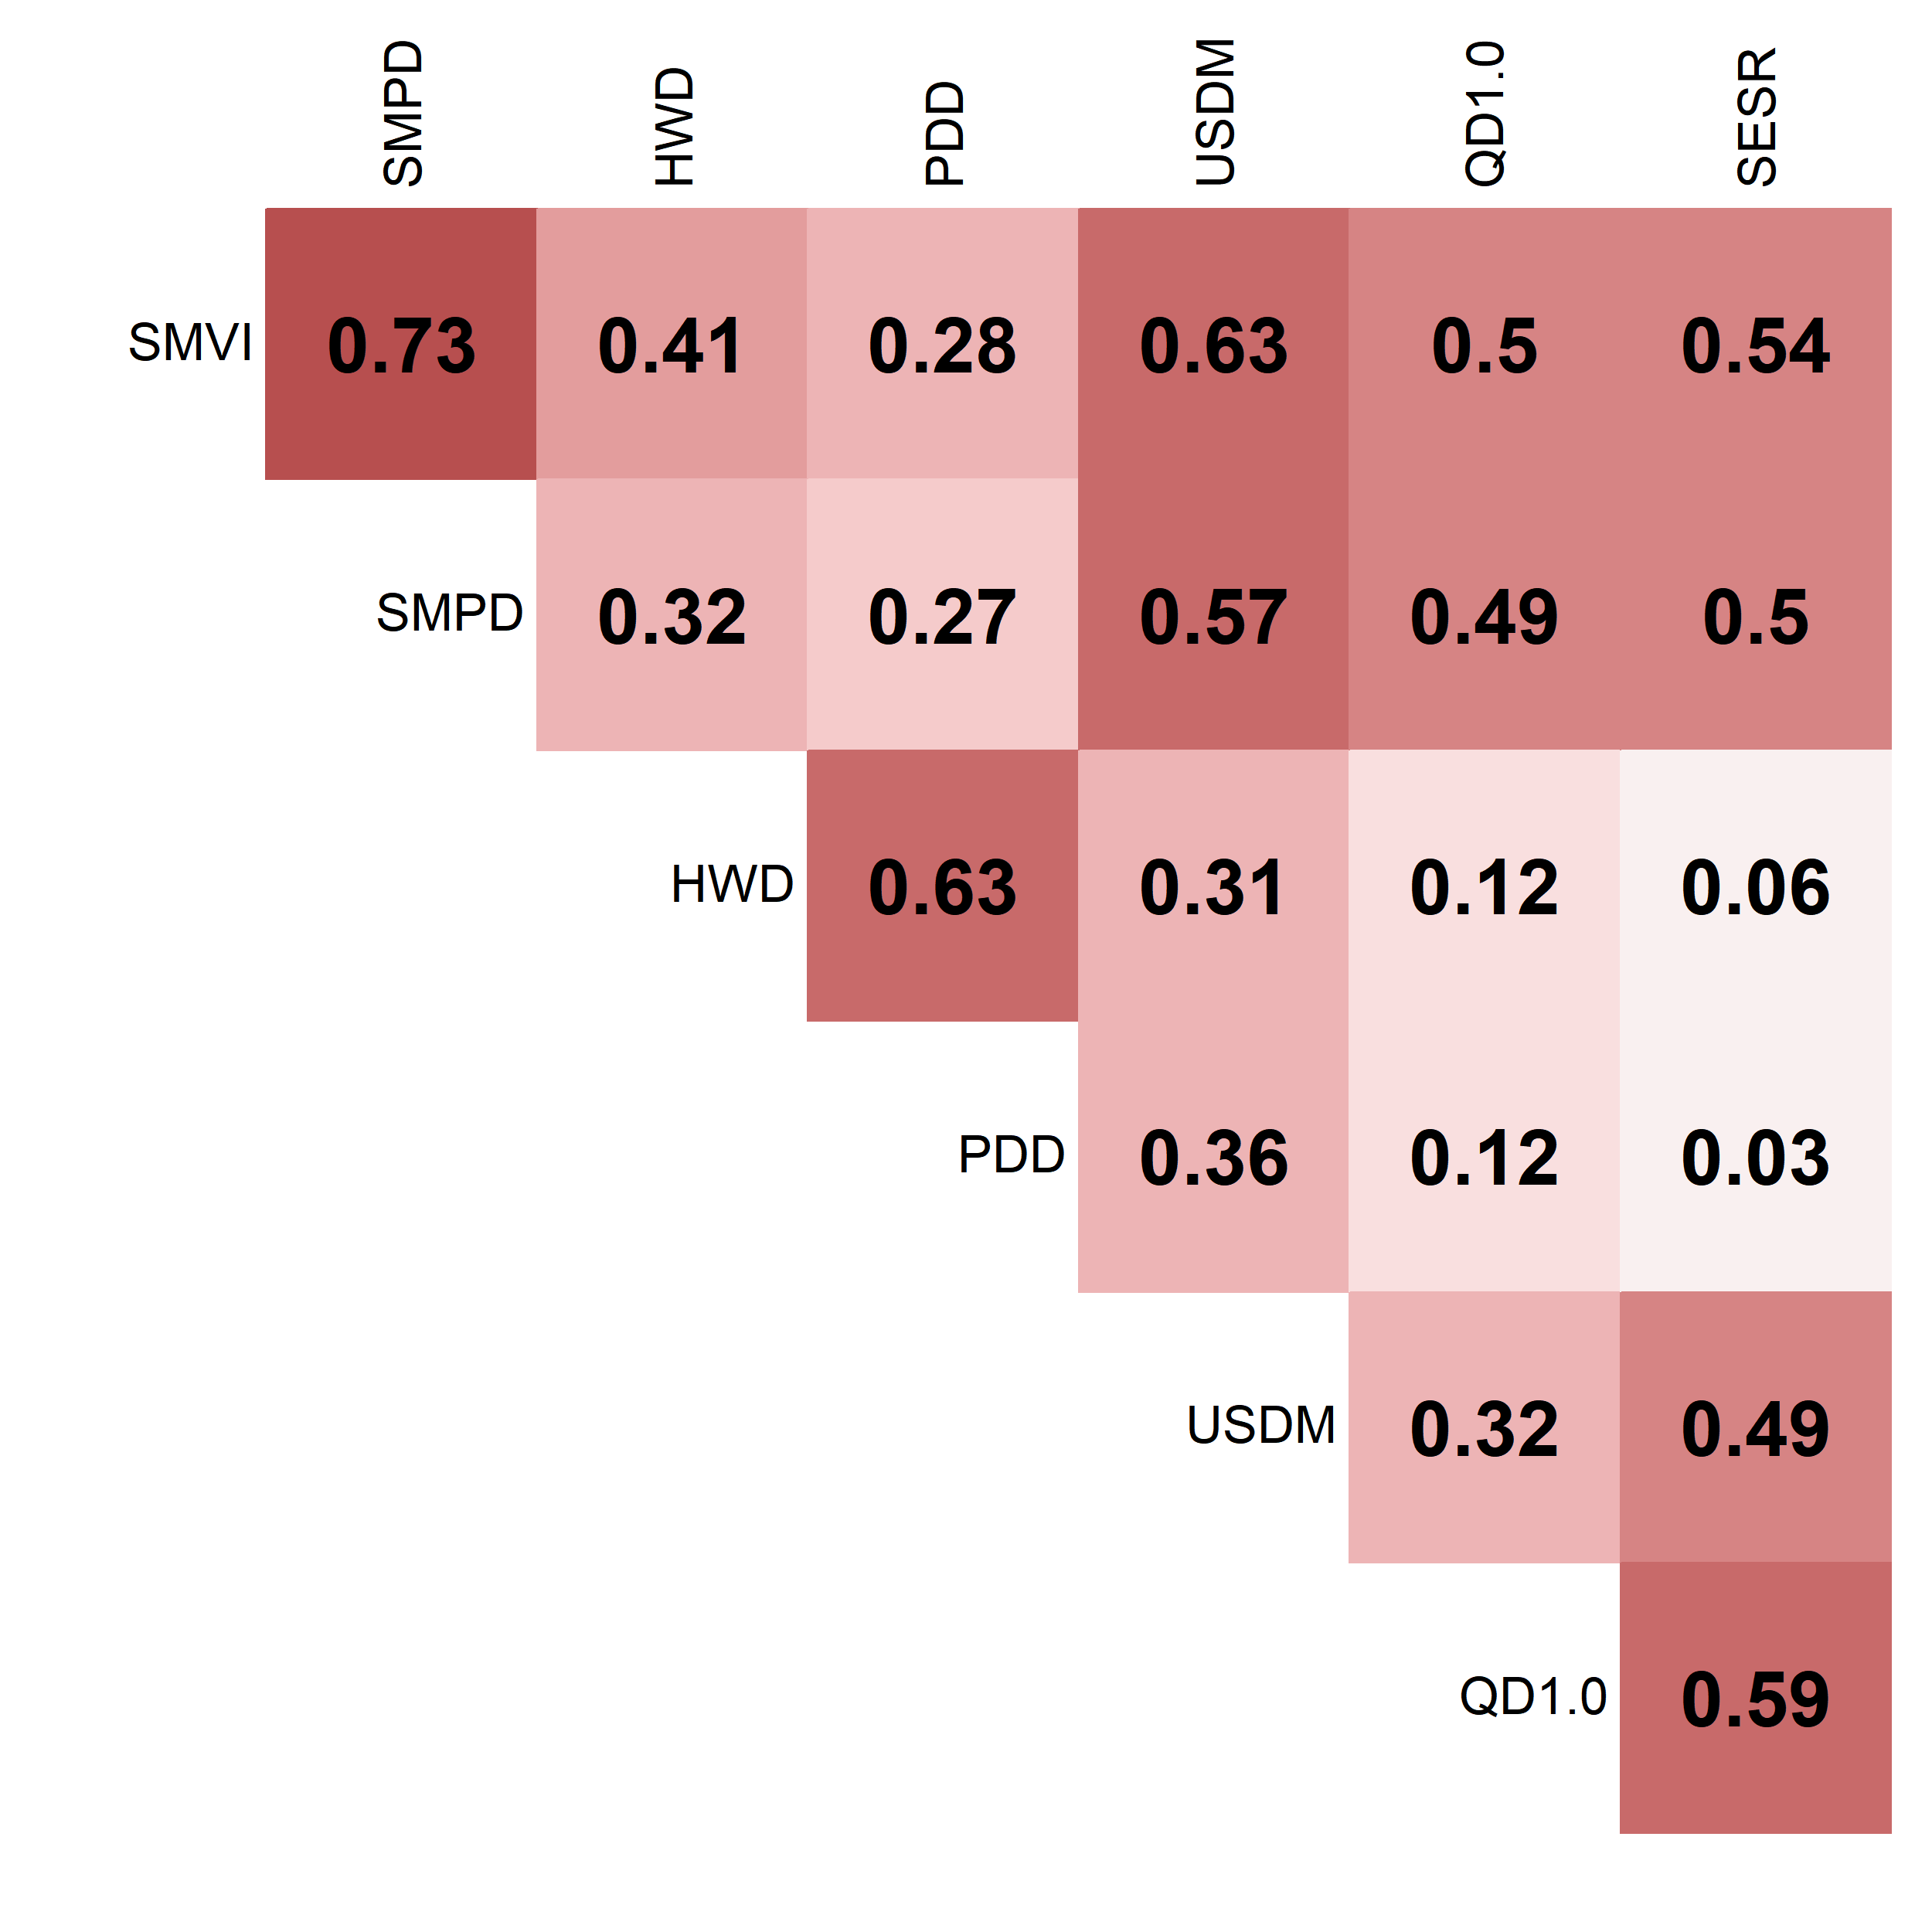 SMPD HWD PDD USDM QD1.0 SESR
SMVI 0.73 0.41 0.28 0.63 0.5 0.54
SMPD 0.32 0.27 0.57 0.49 0.5
HWD 0.63 0.31 0.12 0.06
PDD 0.36 0.12 0.03
USDM 0.32 0.49
QD1.0 0.59